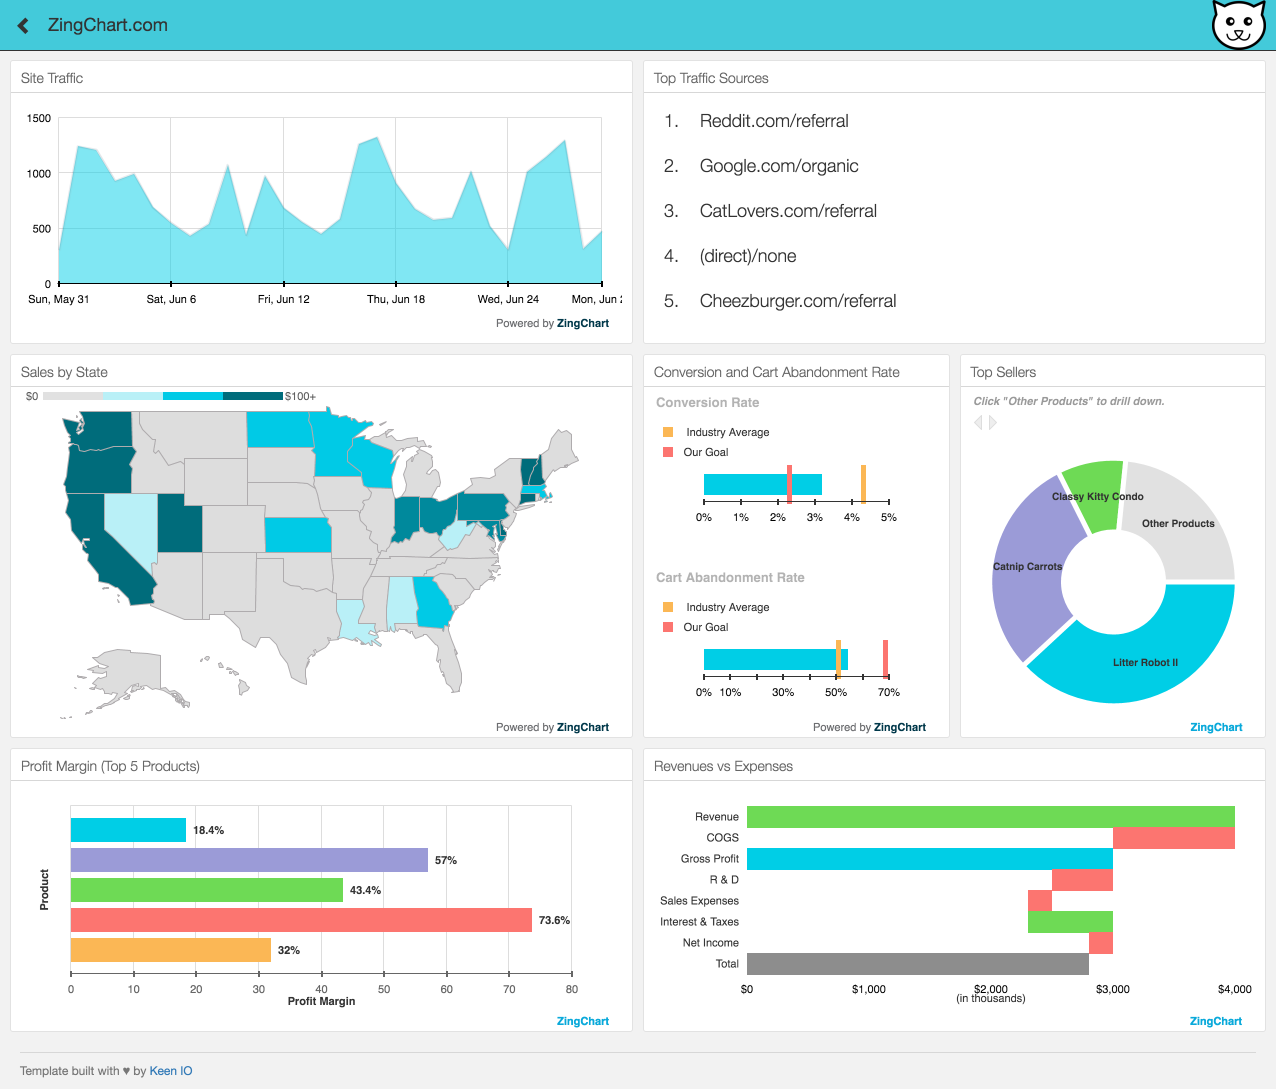 ZingChart.com
Site Traffic
1500
1000
500
0
Sun, May 31 Sat, Jun 6 Fri, Jun 12 Thu, Jun 18 Wed, Jun 24 Mon, Jun
Powered by ZingChart
Top Traffic Sources
1. Reddit.com/referral
2. Google.com/organic
3. CatLovers.com/referral
4. (direct)/none
5. Cheezburger.com/referral
Sales by State
$0 $100+
Powered by ZingChart
Conversion and Cart Abandonment Rate
Conversion Rate
Industry Average
Our Goal
0% 1% 2% 3% 4% 5%
Cart Abandonment Rate
Industry Average
Our Goal
0% 10% 30% 50% 70%
Powered by ZingChart
Top Sellers
Click "Other Products" to drill down.
Classy Kitty Condo
Other Products
Catnip Carrots
Litter Robot II
ZingChart
Profit Margin (Top 5 Products)
Product
18.4%
57%
43.4%
73.6%
32%
0 10 20 30 40 50 60 70 80
Profit Margin
ZingChart
Revenues vs Expenses
Revenue
COGS
Gross Profit
R & D
Sales Expenses
Interest & Taxes
Net Income
Total
$0 $1,000 $2,000 $3,000 $4,000
(in thousands)
ZingChart
Template built with ♥ by Keen IO